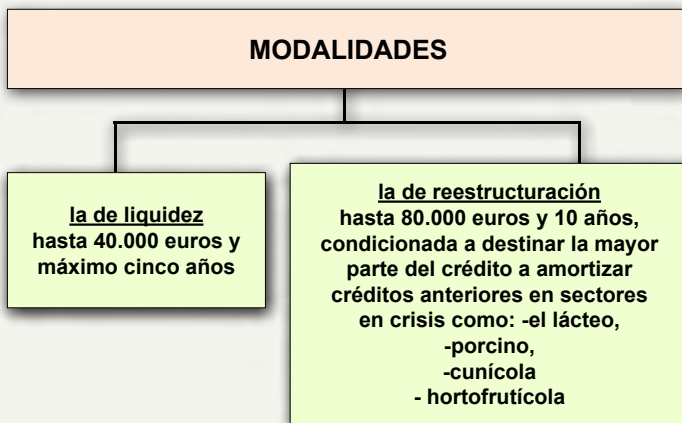 MODALIDADES
la de liquidez
hasta 40.000 euros y
máximo cinco años
la de reestructuración
hasta 80.000 euros y 10 años,
condicionada a destinar la mayor
parte del crédito a amortizar
créditos anteriores en sectores
en crisis como: -el lácteo,
-porcino,
-cunícola
- hortofrutícola